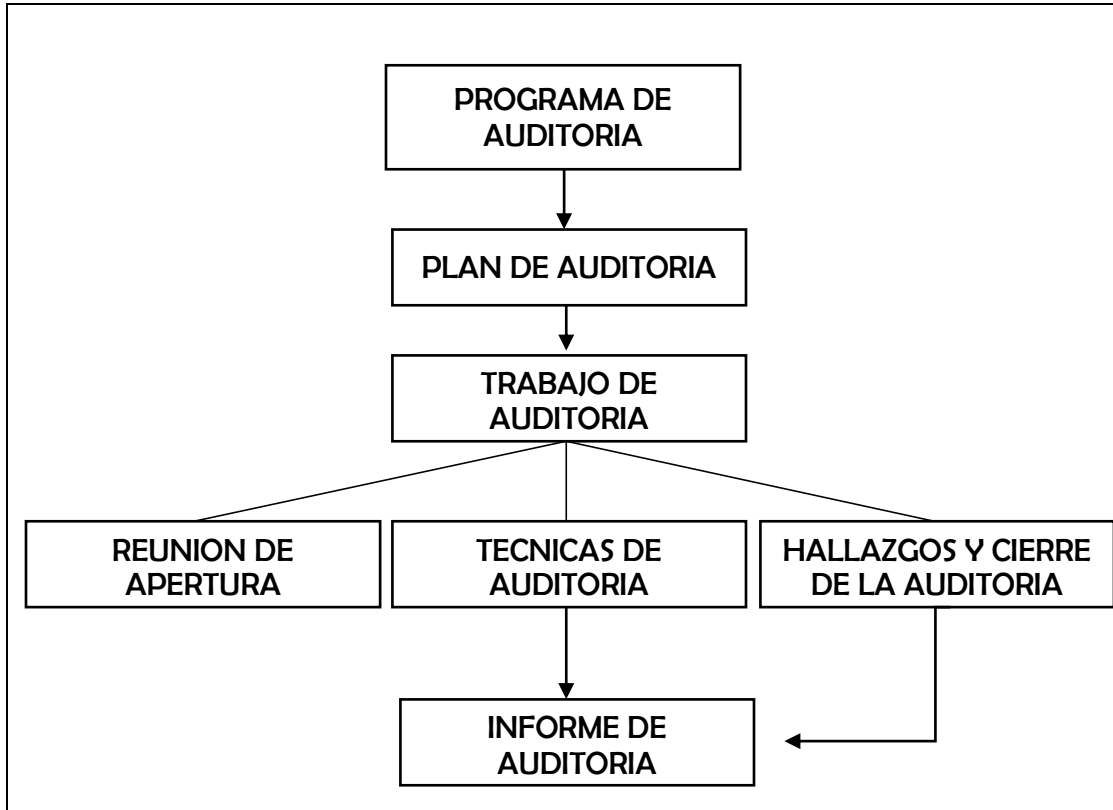 PROGRAMA DE
AUDITORIA
PLAN DE AUDITORIA
TRABAJO DE
AUDITORIA
REUNION DE
APERTURA
TECNICAS DE
AUDITORIA
HALLAZGOS Y CIERRE
DE LA AUDITORIA
INFORME DE
AUDITORIA